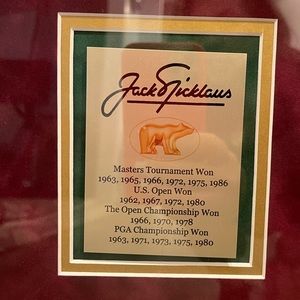 Jack Nicklaus
Masters Tournament Won
1963, 1965, 1966, 1972, 1975, 1986
U.S. Open Won
1962, 1967, 1972, 1980
The Open Championship Won
1966, 1970, 1978
PGA Championship Won
1963, 1971, 1973, 1975, 1980